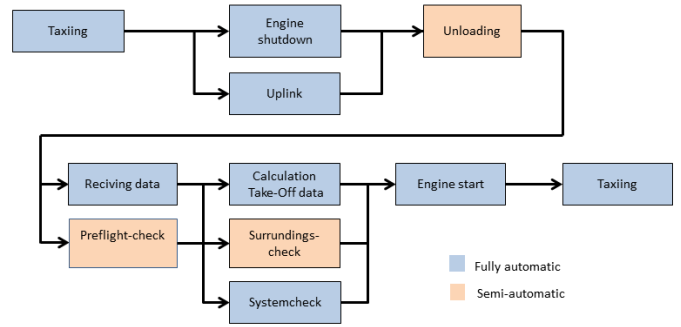 Taxiing
Engine
shutdown
Unloading
Uplink
Reciving data
Calculation
Take-Off data
Engine start
Taxiing
Preflight-check
Surrundings-
check
Systemcheck
Fully automatic
Semi-automatic